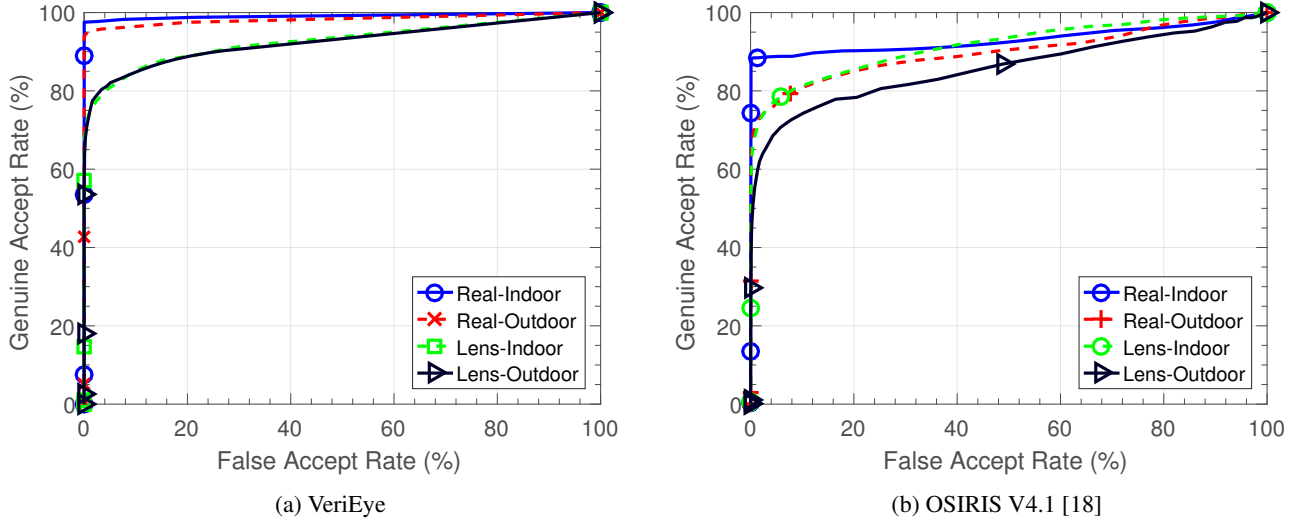 100
80
60
40
20
0
Genuine Accept Rate (%)
Real-Indoor
Real-Outdoor
Lens-Indoor
Lens-Outdoor
0 20 40 60 80 100
False Accept Rate (%)
(a) VeriEye
100
80
60
40
20
0
Genuine Accept Rate (%)
Real-Indoor
Real-Outdoor
Lens-Indoor
Lens-Outdoor
0 20 40 60 80 100
False Accept Rate (%)
(b) OSIRIS V4.1 [18]